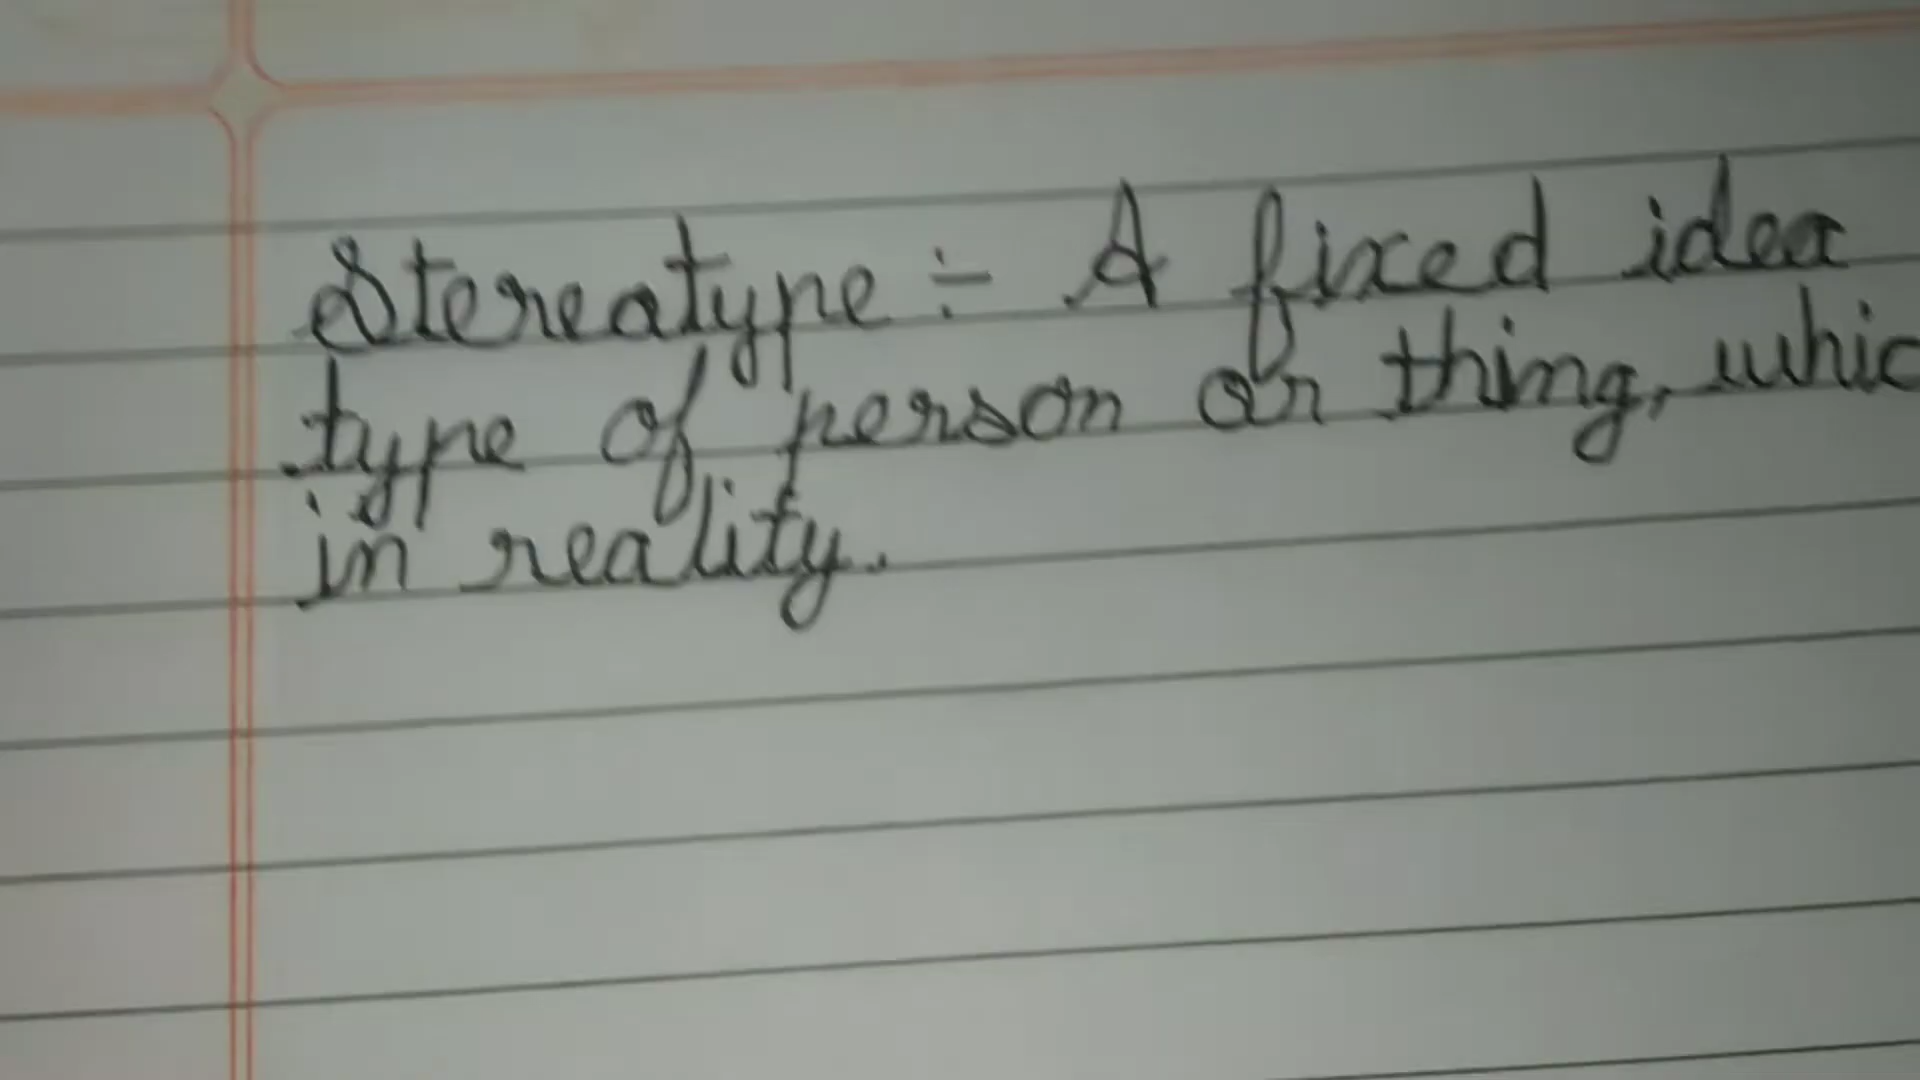 Stereatype :- A fixed idea
type of person or thing, whic
in reality.